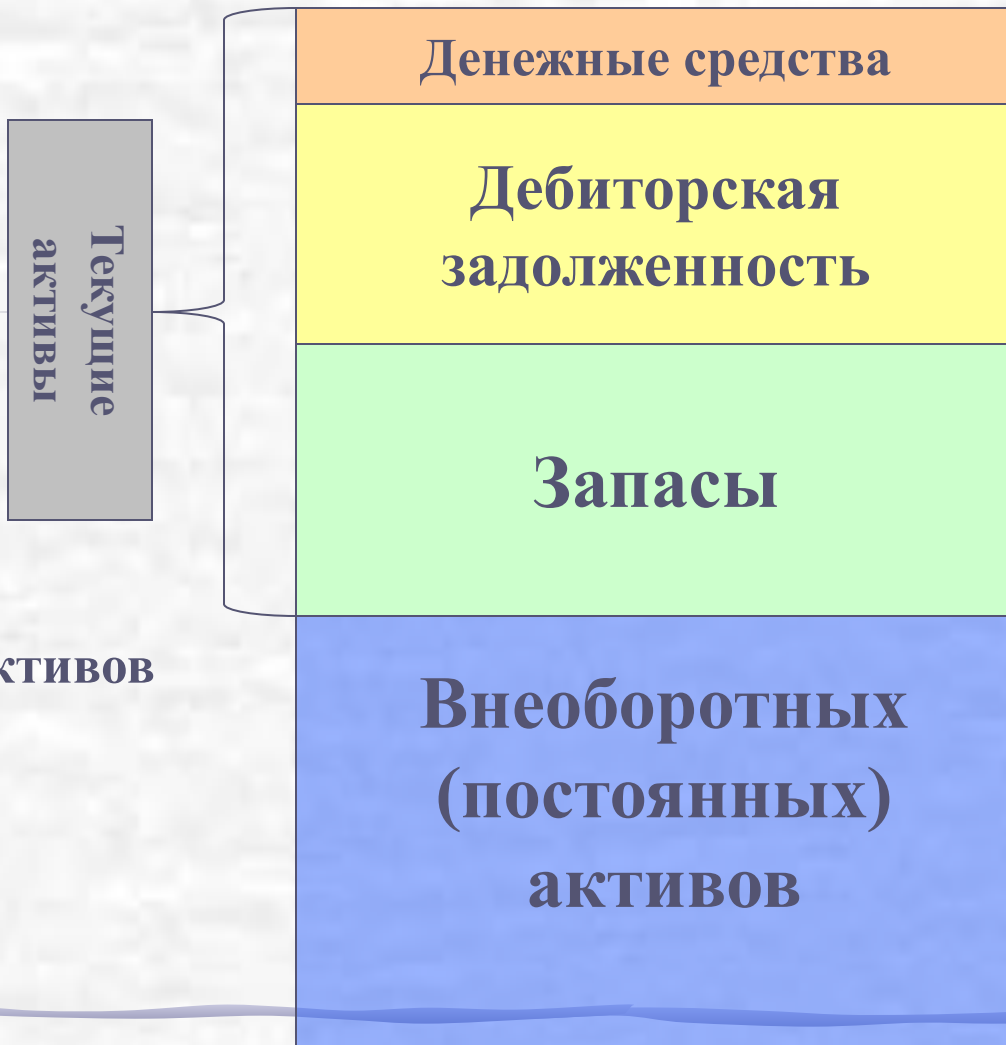 Денежные средства
Дебиторская
задолженность
Текущие
активы
Запасы
ктивов
Внеоборотных
(постоянных)
активов